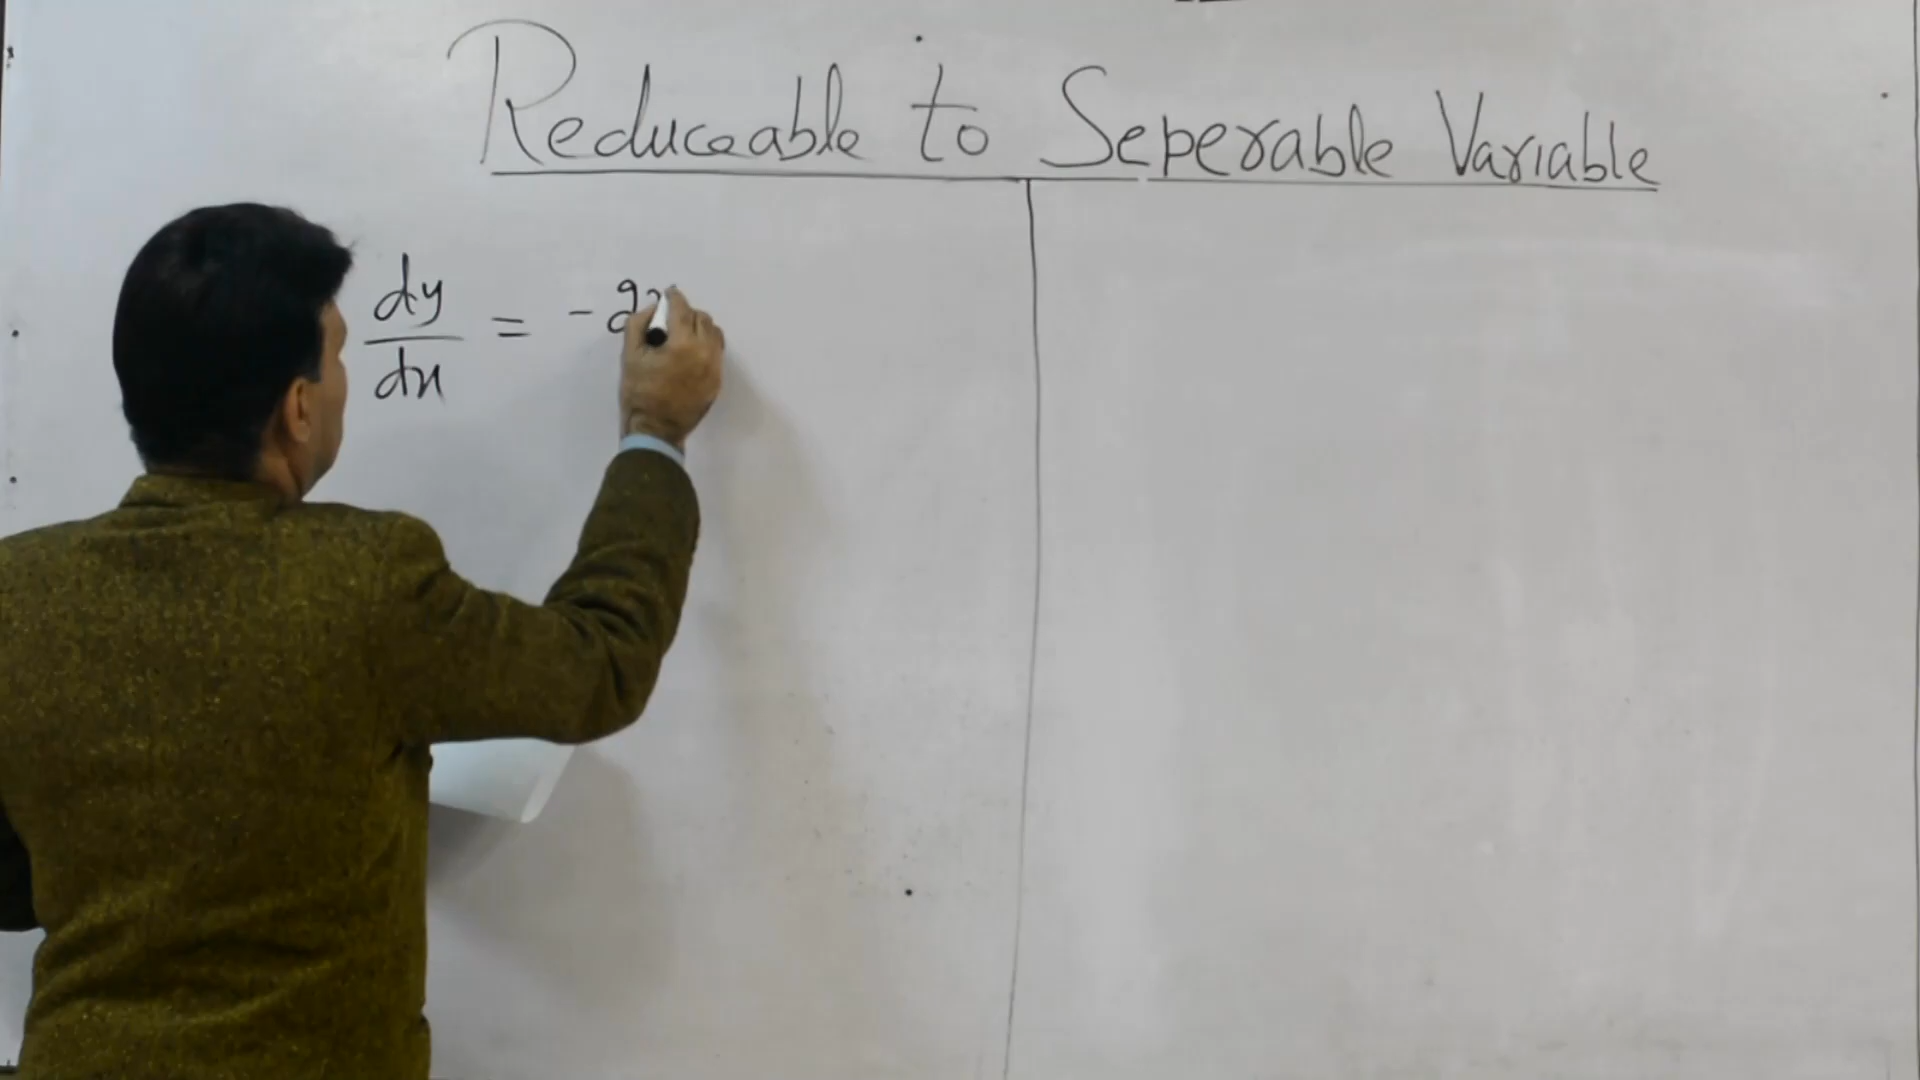 Reduceable to Seperable Variable
dy/dx = -